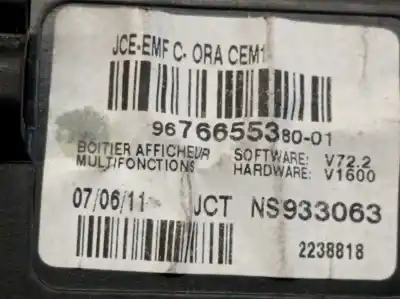 JCE-EMF C- ORA CEM1
9676655380-01
BOITIER AFFICHEUR SOFTWARE: V72.2
MULTIFONCTIONS HARDWARE: V1600
07/06/11 JCT NS933063
2238818